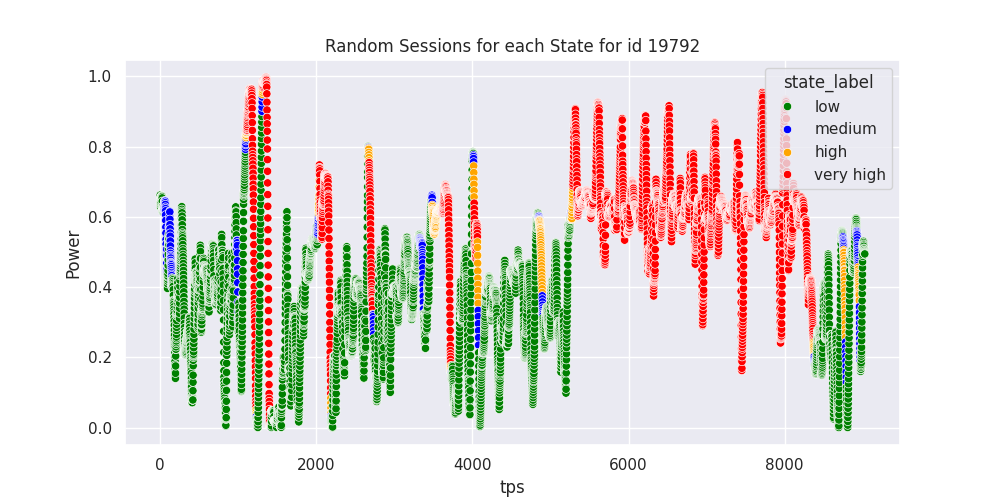 Random Sessions for each State for id 19792
1.0
0.8
0.6
0.4
0.2
0.0
Power
0
2000
4000
6000
8000
tps
state_label
low
medium
high
very high